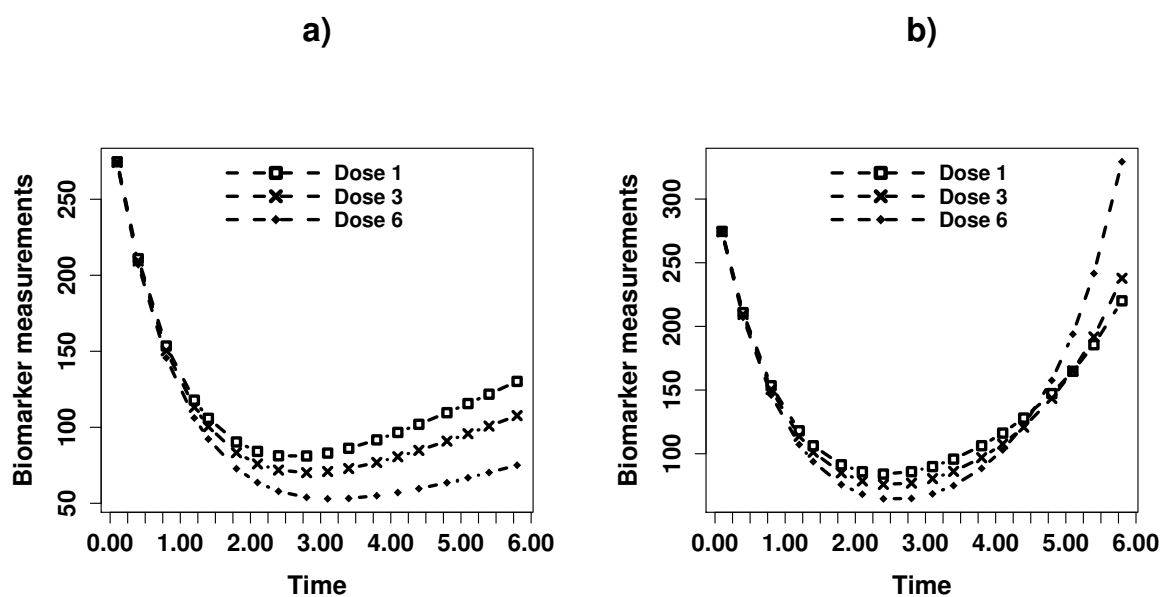 a)
Biomarker measurements
250
200
150
100
50
Dose 1
Dose 3
Dose 6
0.00 1.00 2.00 3.00 4.00 5.00 6.00
Time
b)
Biomarker measurements
300
250
200
150
100
Dose 1
Dose 3
Dose 6
0.00 1.00 2.00 3.00 4.00 5.00 6.00
Time